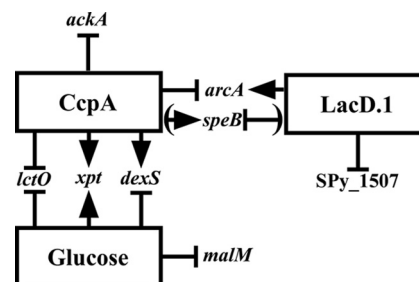 ackA
CcpA
arcA
speB
LacD.1
lctO
xpt
dexS
SPy_1507
Glucose
malM